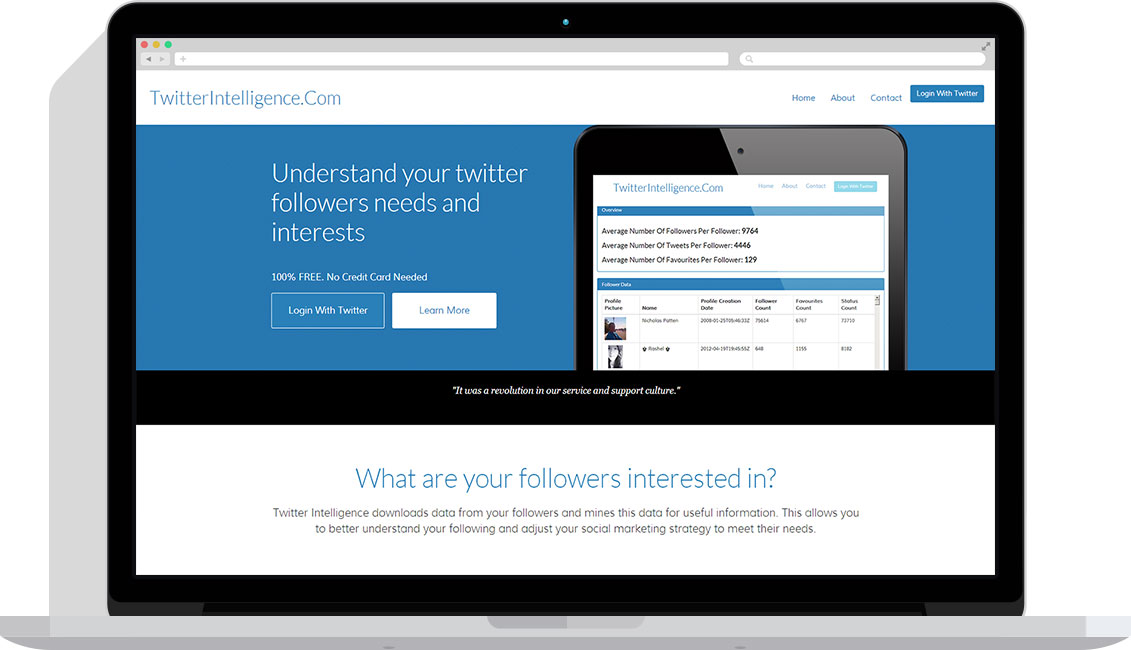 TwitterIntelligence.Com
Home About Contact Login With Twitter
Understand your twitter
followers needs and
interests
100% FREE. No Credit Card Needed
Login With Twitter Learn More
TwitterIntelligence.Com Home About Contact Login With Twitter
Overview
Average Number Of Followers Per Follower: 9764
Average Number Of Tweets Per Follower: 4446
Average Number Of Favourites Per Follower: 129
Follower Data
Profile Picture Name Profile Creation Date Follower Count Favourites Count Status Count
Nicholas Patten 2008-01-25T05:46:33Z 75614 6767 73710
Rashel 2012-04-19T19:45:55Z 648 1155 8182
"It was a revolution in our service and support culture."
What are your followers interested in?
Twitter Intelligence downloads data from your followers and mines this data for useful information. This allows you
to better understand your following and adjust your social marketing strategy to meet their needs.